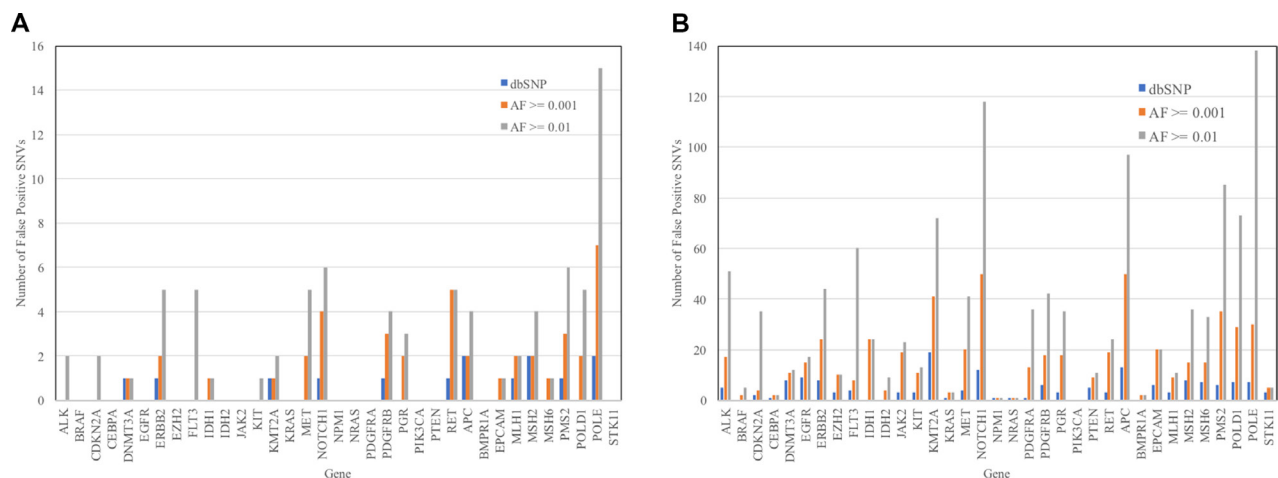 A
Number of False Positive SNVs
16
14
12
10
8
6
4
2
0
dbSNP
AF >= 0.001
AF >= 0.01
ALK
BRAF
CDKN2A
CEBPA
DNMT3A
EGFR
ERBB2
EZH2
FLT3
IDH1
IDH2
JAK2
KIT
KMT2A
KRAS
MET
NOTCH1
NPM1
NRAS
PDGFRA
PDGFRB
PGR
PIK3CA
PTEN
RET
APC
BMPR1A
EPCAM
MLH1
MSH2
MSH6
PMS2
POLD1
POLE
STK11
Gene
B
Number of False Positive SNVs
140
120
100
80
60
40
20
0
dbSNP
AF >= 0.001
AF >= 0.01
ALK
BRAF
CDKN2A
CEBPA
DNMT3A
EGFR
ERBB2
EZH2
FLT3
IDH1
IDH2
JAK2
KIT
KMT2A
KRAS
MET
NOTCH1
NPM1
NRAS
PDGFRA
PDGFRB
PGR
PIK3CA
PTEN
RET
APC
BMPR1A
EPCAM
MLH1
MSH2
MSH6
PMS2
POLD1
POLE
STK11
Gene